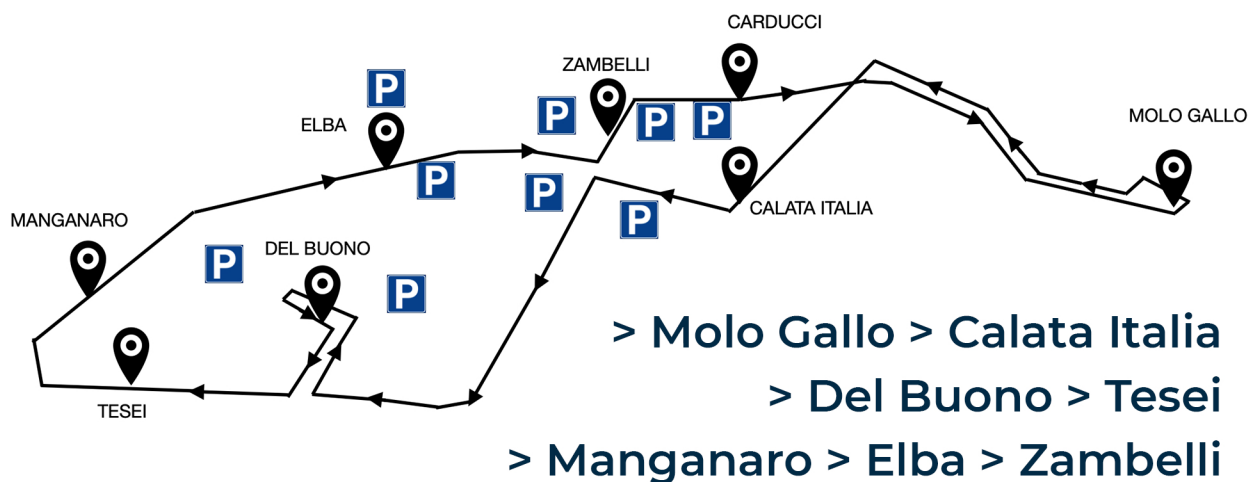 CARDUCCI
ZAMBELLI
P
P
P
P
MOLO GALLO
ELBA
P
P
P
CALATA ITALIA
MANGANARO
DEL BUONO
P
P
TESEI
> Molo Gallo > Calata Italia
> Del Buono > Tesei
> Manganaro > Elba > Zambelli